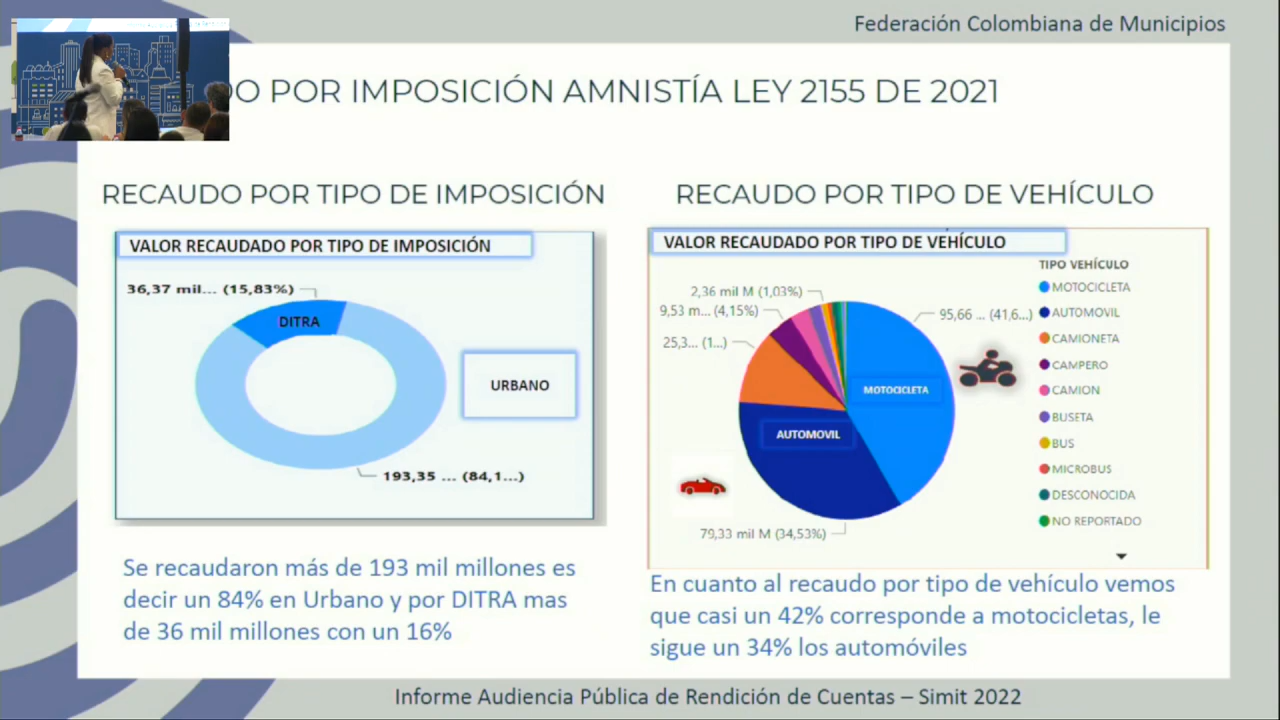 Federación Colombiana de Municipios
DO POR IMPOSICIÓN AMNISTÍA LEY 2155 DE 2021
RECAUDO POR TIPO DE IMPOSICIÓN
VALOR RECAUDADO POR TIPO DE IMPOSICIÓN
36,37 mil... (15,83%)
DITRA
URBANO
193,35 ... (84,1...)
Se recaudaron más de 193 mil millones es
decir un 84% en Urbano y por DITRA mas
de 36 mil millones con un 16%
RECAUDO POR TIPO DE VEHÍCULO
VALOR RECAUDADO POR TIPO DE VEHÍCULO
2,36 mil M (1,03%)
9,53 m... (4,15%)
25,3... (1...)
95,66 ... (41,6...)
MOTOCICLETA
AUTOMOVIL
79,33 mil M (34,53%)
TIPO VEHÍCULO
MOTOCICLETA
AUTOMOVIL
CAMIONETA
CAMPERO
CAMION
BUSETA
BUS
MICROBUS
DESCONOCIDA
NO REPORTADO
En cuanto al recaudo por tipo de vehículo vemos
que casi un 42% corresponde a motocicletas, le
sigue un 34% los automóviles
Informe Audiencia Pública de Rendición de Cuentas – Simit 2022